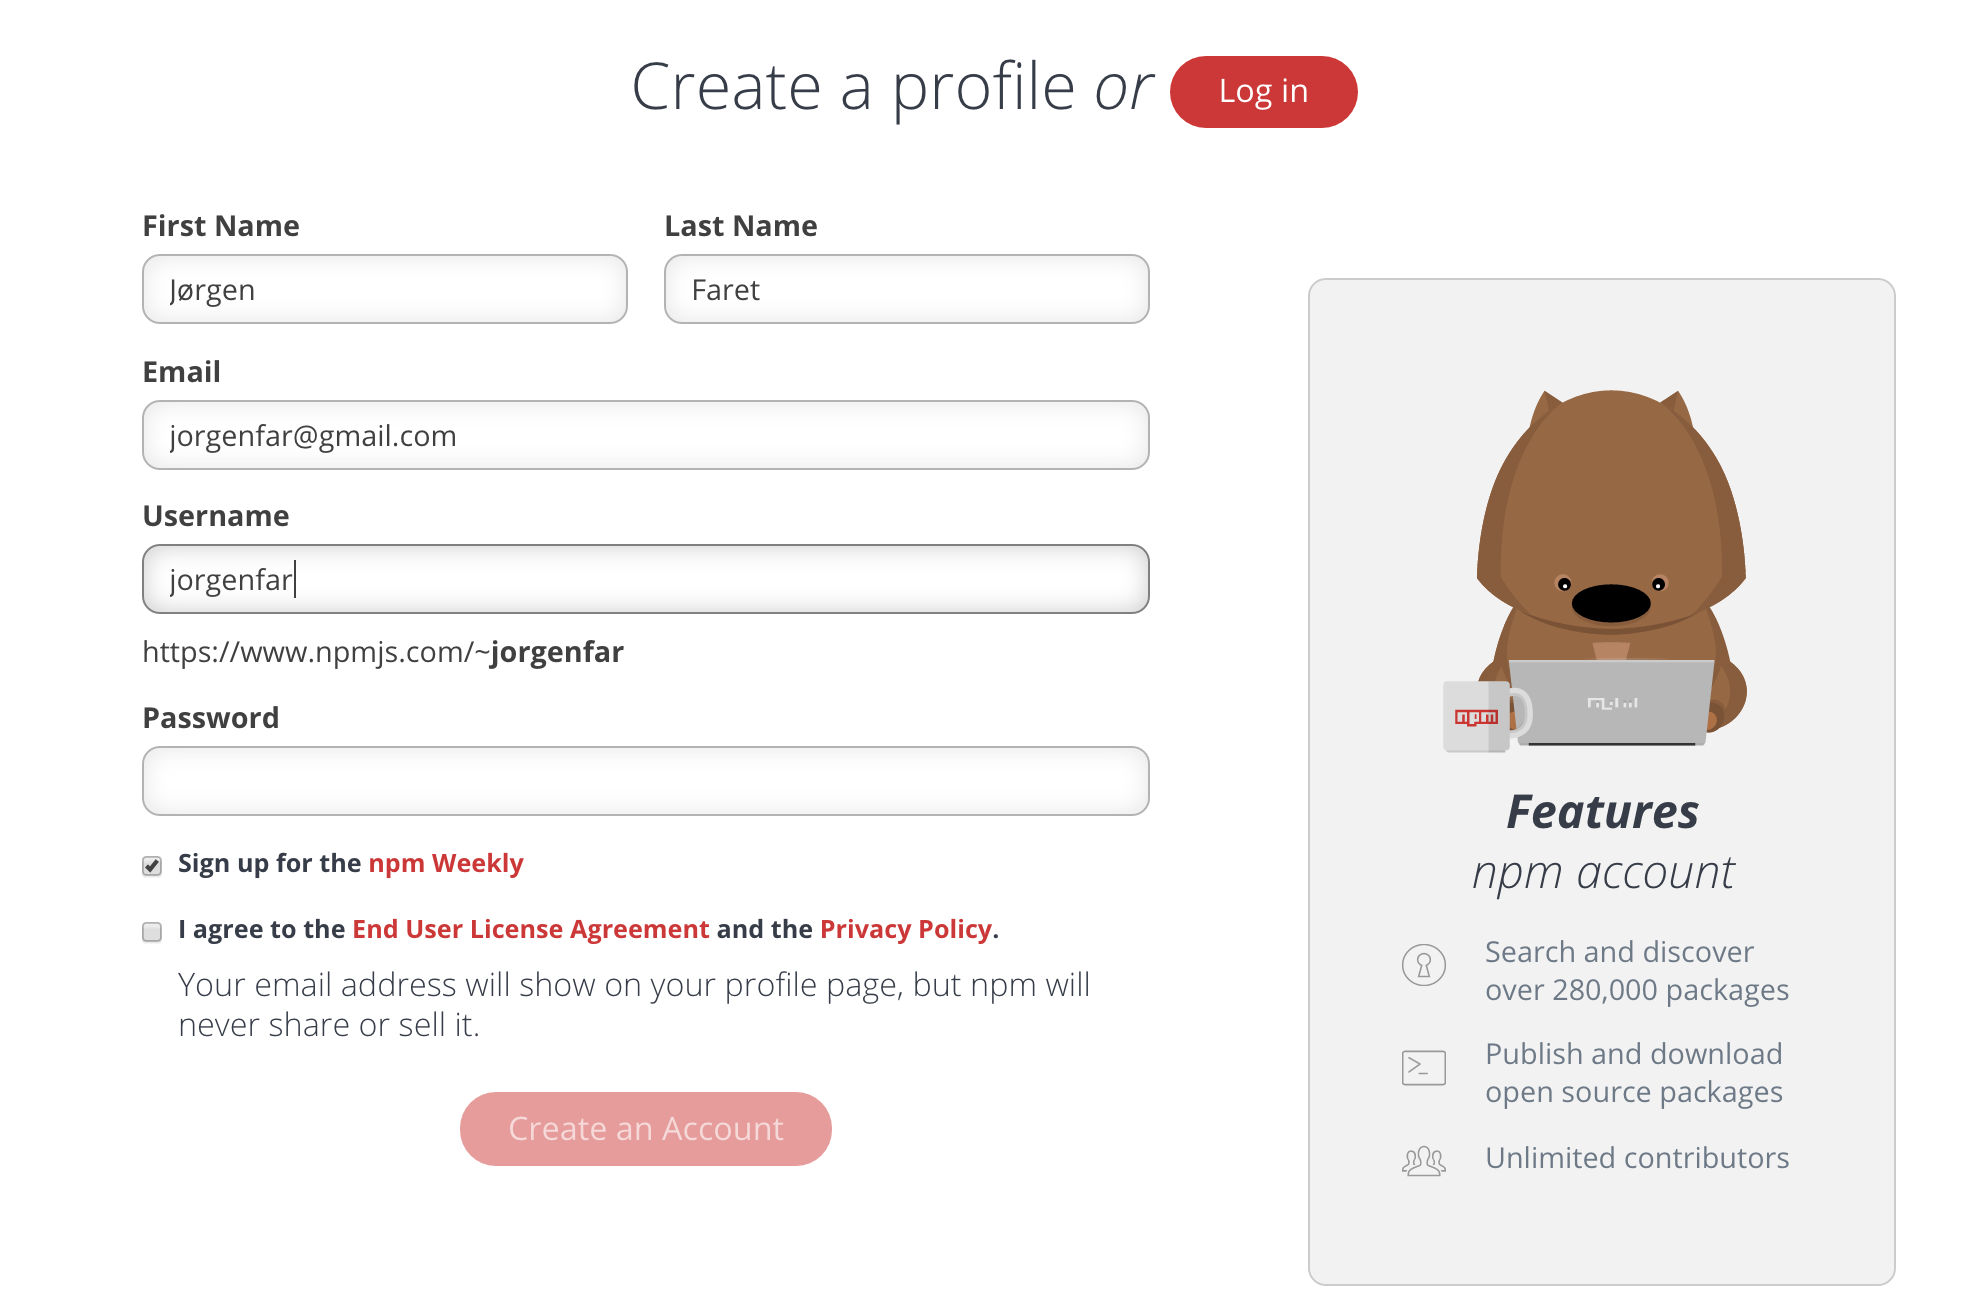 Create a profile or Log in
First Name
Last Name
Jørgen
Faret
Email
jorgenfar@gmail.com
Username
jorgenfar
https://www.npmjs.com/~jorgenfar
Password
Sign up for the npm Weekly
I agree to the End User License Agreement and the Privacy Policy.
Your email address will show on your profile page, but npm will
never share or sell it.
Create an Account
npm
Features
npm account
Search and discover
over 280,000 packages
Publish and download
open source packages
Unlimited contributors